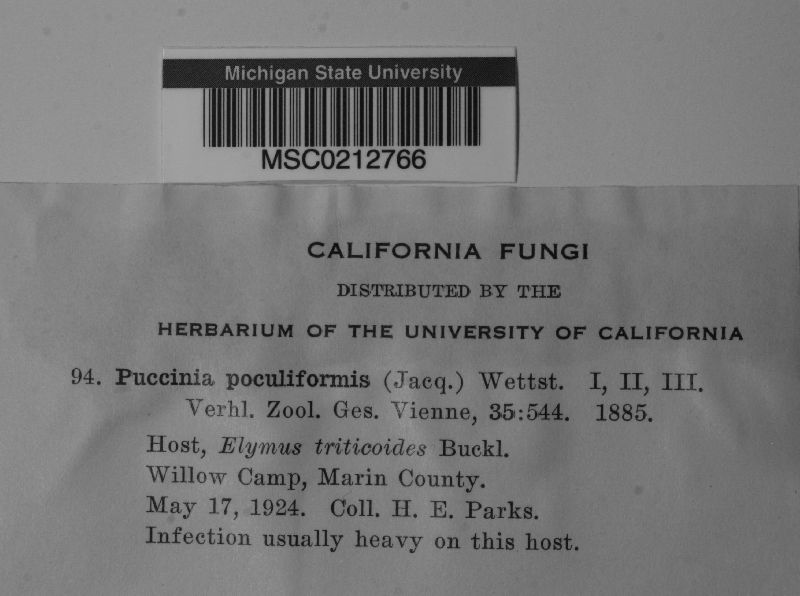 Michigan State University
MSC0212766
CALIFORNIA FUNGI
DISTRIBUTED BY THE
HERBARIUM OF THE UNIVERSITY OF CALIFORNIA
94. Puccinia poculiformis (Jacq.) Wettst. I, II, III.
Verhl. Zool. Ges. Vienne, 35:544. 1885.
Host, Elymus triticoides Buckl.
Willow Camp, Marin County.
May 17, 1924. Coll. H. E. Parks.
Infection usually heavy on this host.